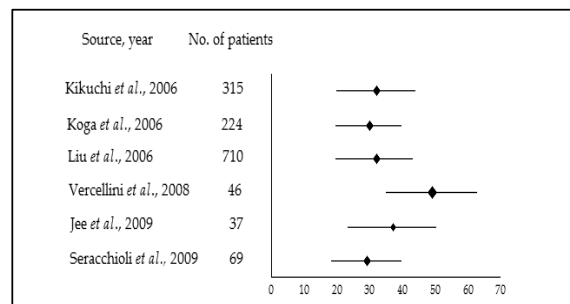 Source, year No. of patients
Kikuchi et al., 2006 315
Koga et al., 2006 224
Liu et al., 2006 710
Vercellini et al., 2008 46
Jee et al., 2009 37
Seracchioli et al., 2009 69
0 10 20 30 40 50 60 70